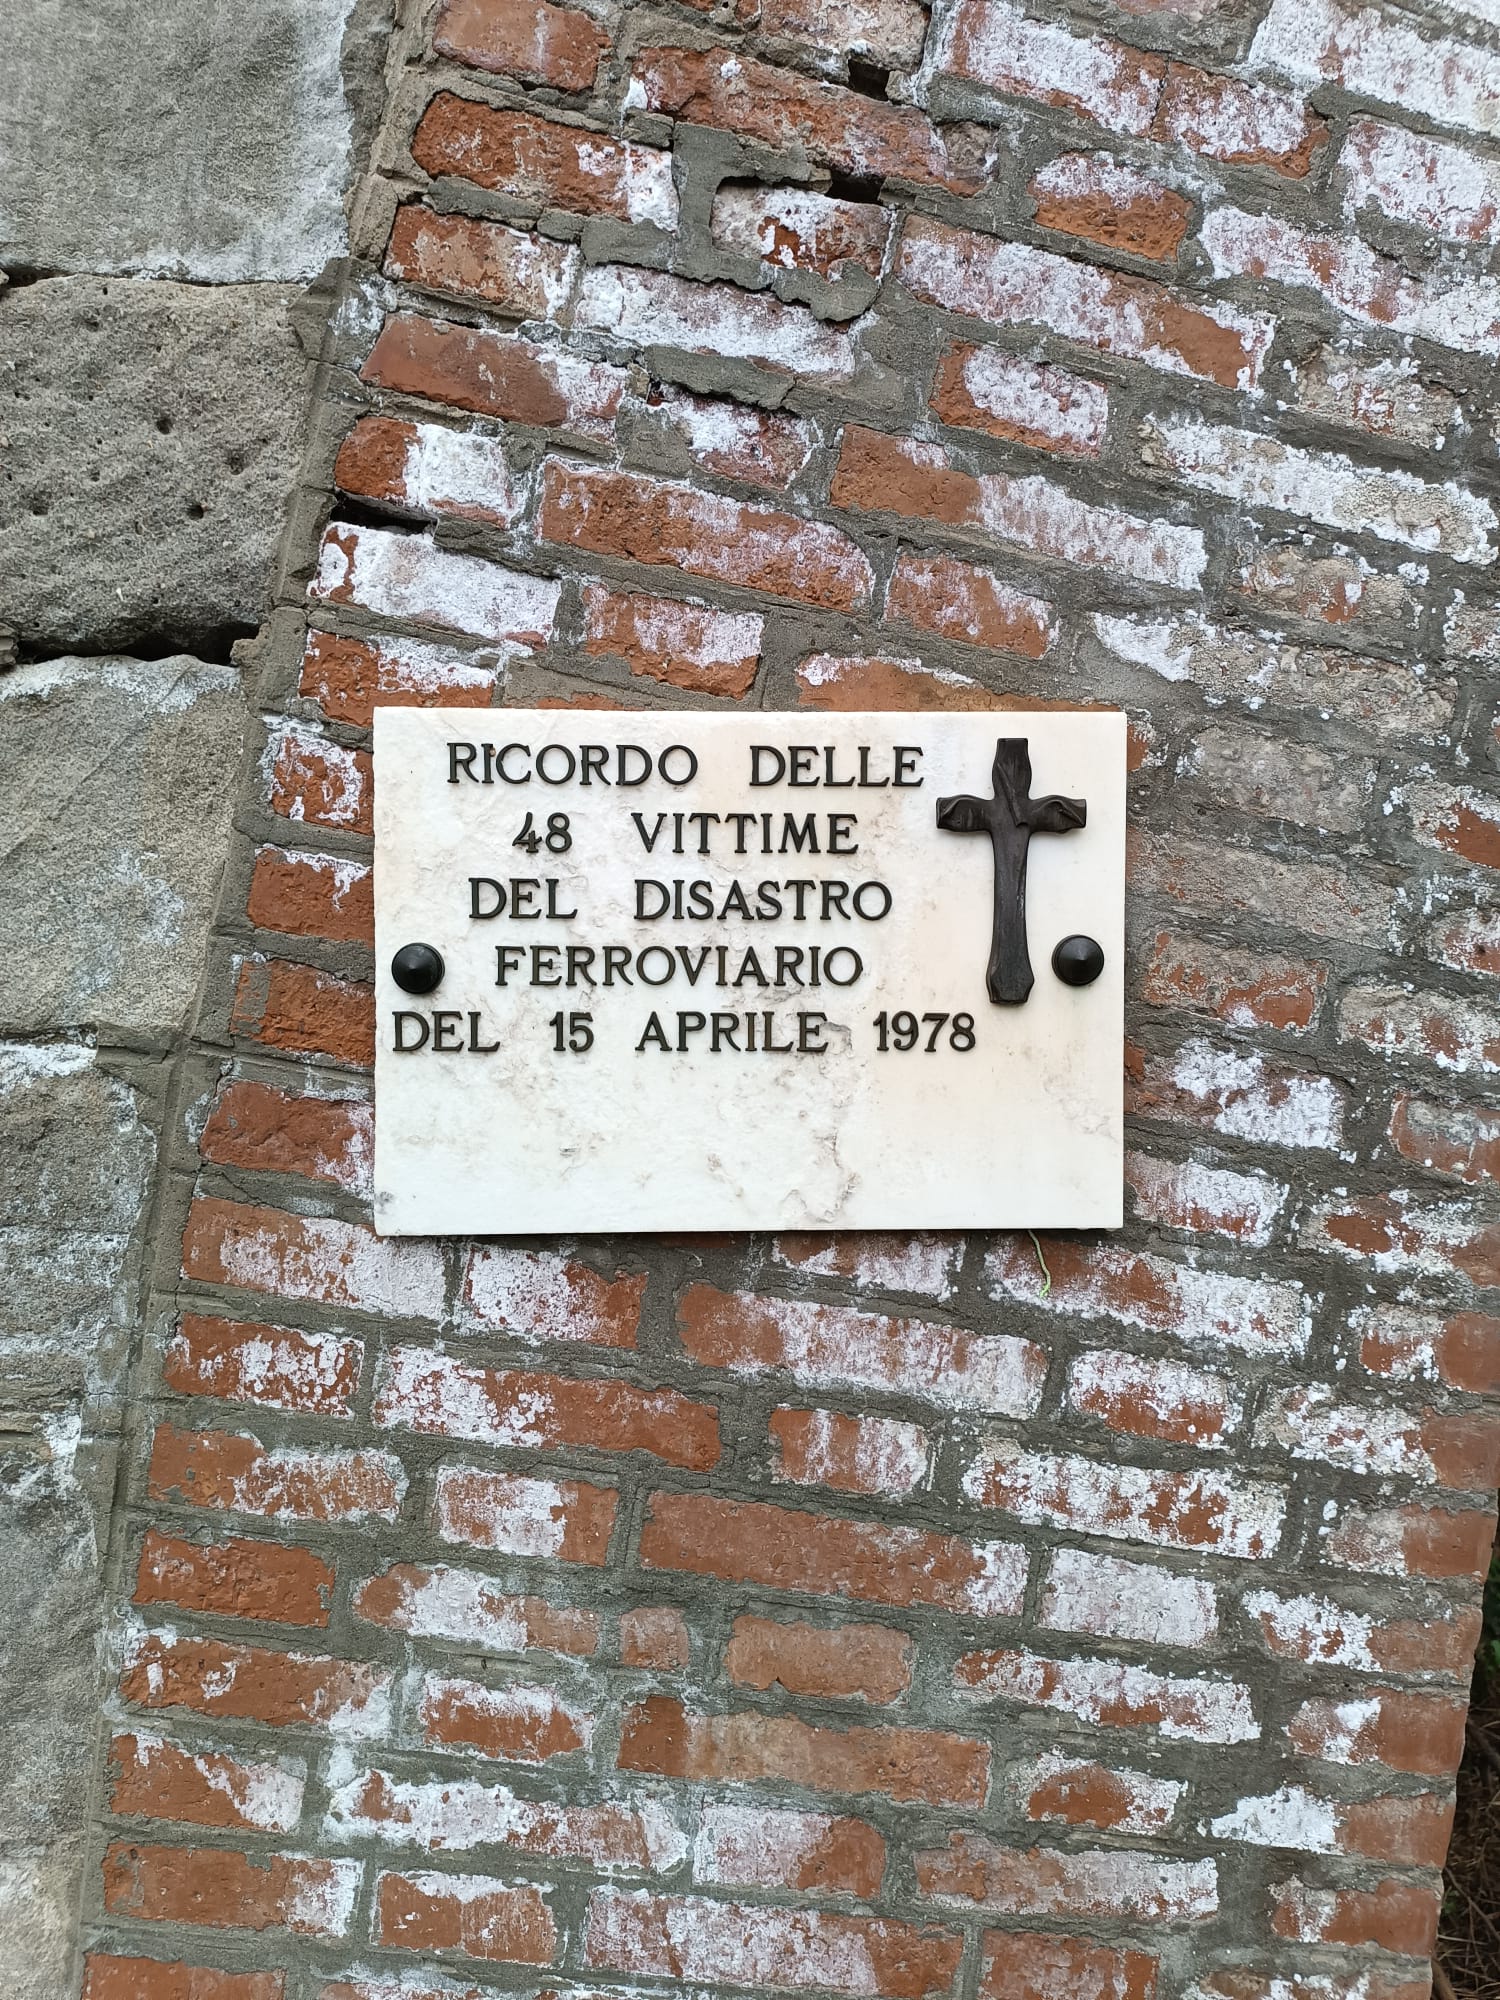 RICORDO DELLE
48 VITTIME
DEL DISASTRO
FERROVIARIO
DEL 15 APRILE 1978